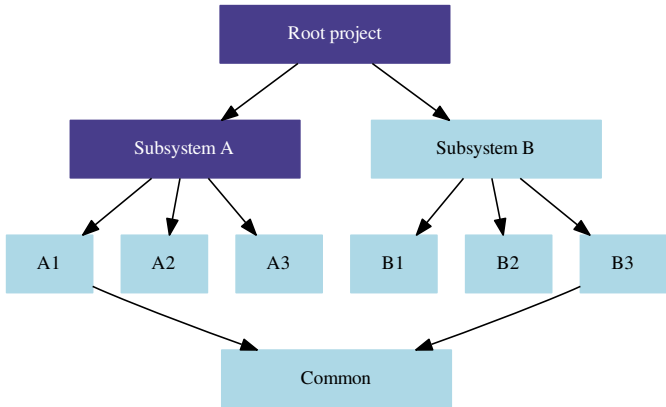 Root project
Subsystem A
Subsystem B
A1
A2
A3
B1
B2
B3
Common